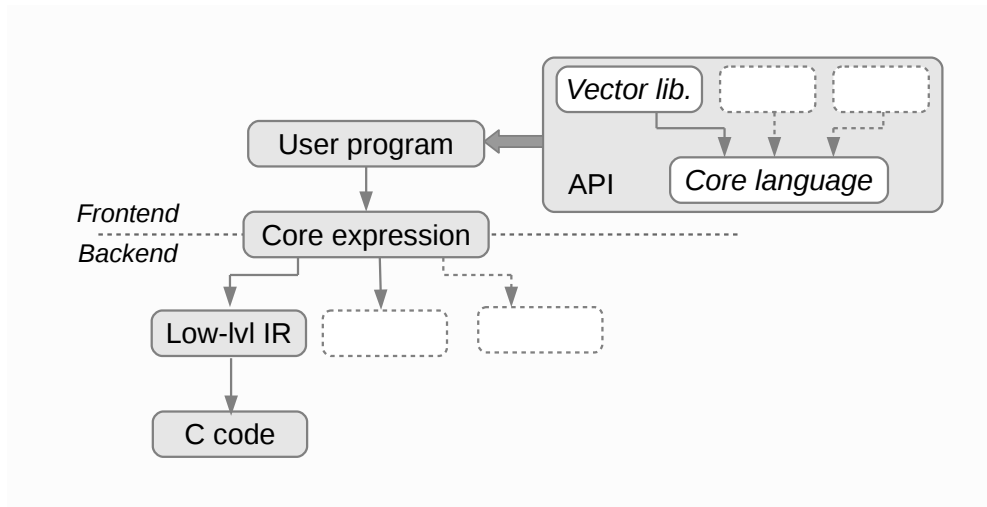 Vector lib.
User program
API
Core language
Frontend
Core expression
Backend
Low-lvl IR
C code